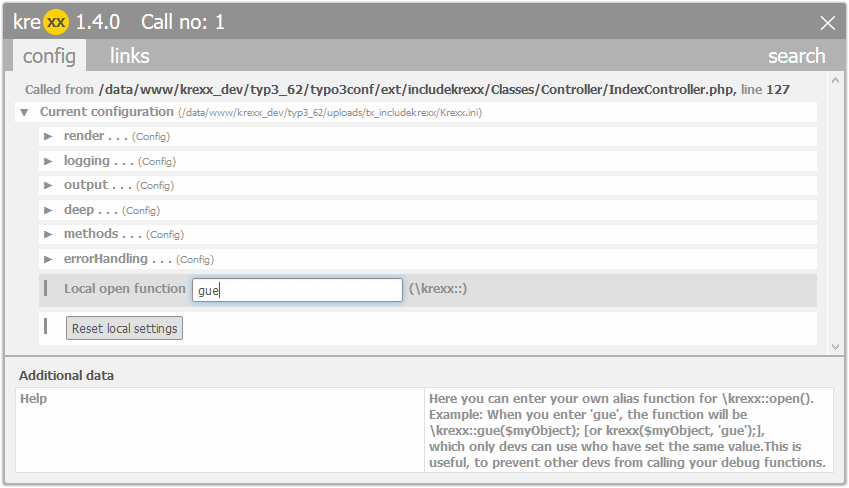 krexx 1.4.0 Call no: 1
config links search
Called from /data/www/krexx_dev/typ3_62/typo3conf/ext/includekrexx/Classes/Controller/IndexController.php, line 127
Current configuration (/data/www/krexx_dev/typ3_62/uploads/tx_includekrexx/Krexx.ini)
render . . . (Config)
logging . . . (Config)
output . . . (Config)
deep . . . (Config)
methods . . . (Config)
errorHandling . . . (Config)
Local open function gue (\krexx::)
Reset local settings
Additional data
Help
Here you can enter your own alias function for \krexx::open().
Example: When you enter 'gue', the function will be
\krexx::gue($myObject); [or krexx($myObject, 'gue');],
which only devs can use who have set the same value.This is
useful, to prevent other devs from calling your debug functions.